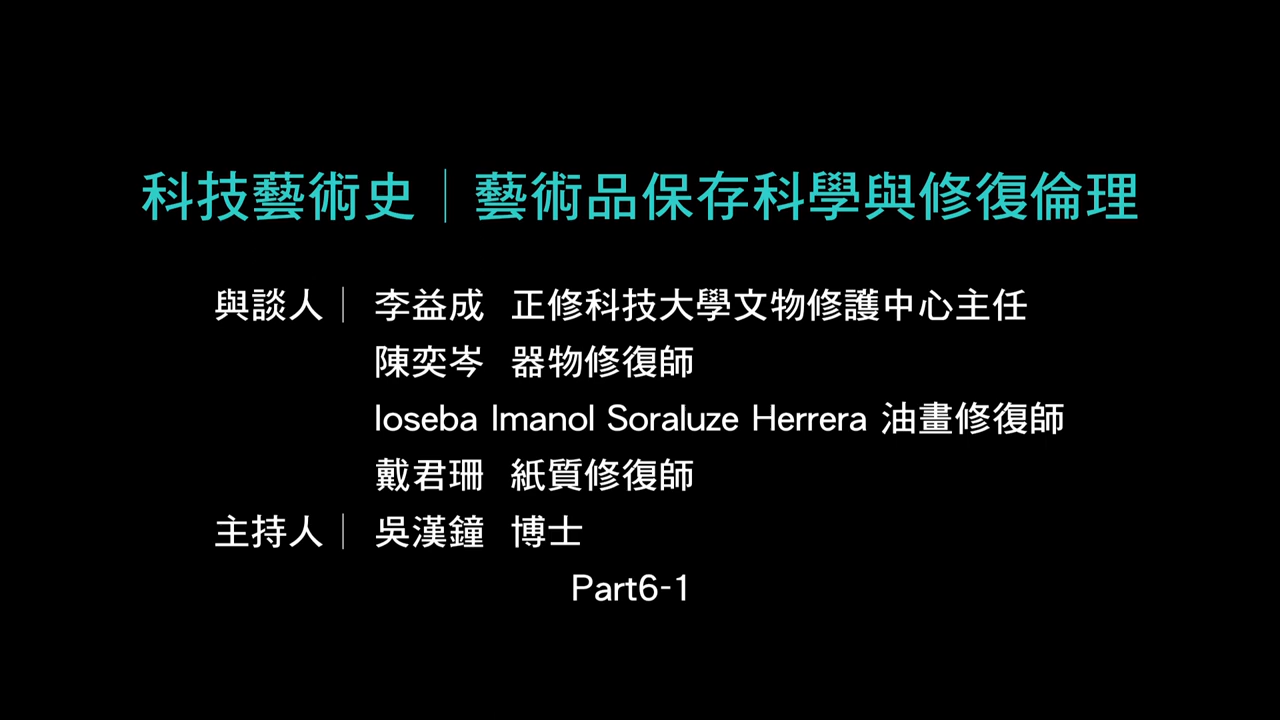 科技藝術史｜藝術品保存科學與修復倫理
與談人｜ 李益成 正修科技大學文物修護中心主任
陳奕岑 器物修復師
Ioseba Imanol Soraluze Herrera 油畫修復師
戴君珊 紙質修復師
主持人｜ 吳漢鐘 博士
Part6-1